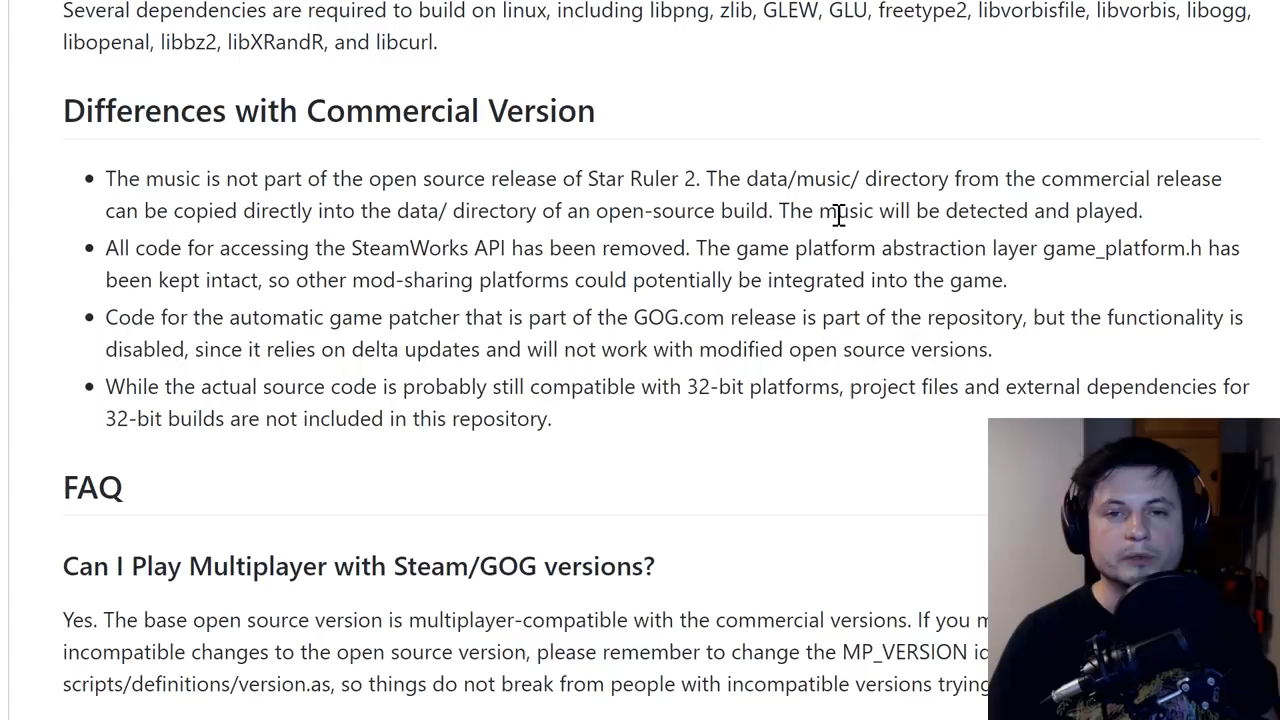 Several dependencies are required to build on linux, including libpng, zlib, GLEW, GLU, freetype2, libvorbisfile, libvorbis, libogg,
libopenal, libbz2, libXRandR, and libcurl.
Differences with Commercial Version
The music is not part of the open source release of Star Ruler 2. The data/music/ directory from the commercial release
can be copied directly into the data/ directory of an open-source build. The music will be detected and played.
All code for accessing the SteamWorks API has been removed. The game platform abstraction layer game_platform.h has
been kept intact, so other mod-sharing platforms could potentially be integrated into the game.
Code for the automatic game patcher that is part of the GOG.com release is part of the repository, but the functionality is
disabled, since it relies on delta updates and will not work with modified open source versions.
While the actual source code is probably still compatible with 32-bit platforms, project files and external dependencies for
32-bit builds are not included in this repository.
FAQ
Can I Play Multiplayer with Steam/GOG versions?
Yes. The base open source version is multiplayer-compatible with the commercial versions. If you
incompatible changes to the open source version, please remember to change the MP_VERSION
scripts/definitions/version.as, so things do not break from people with incompatible versions trying